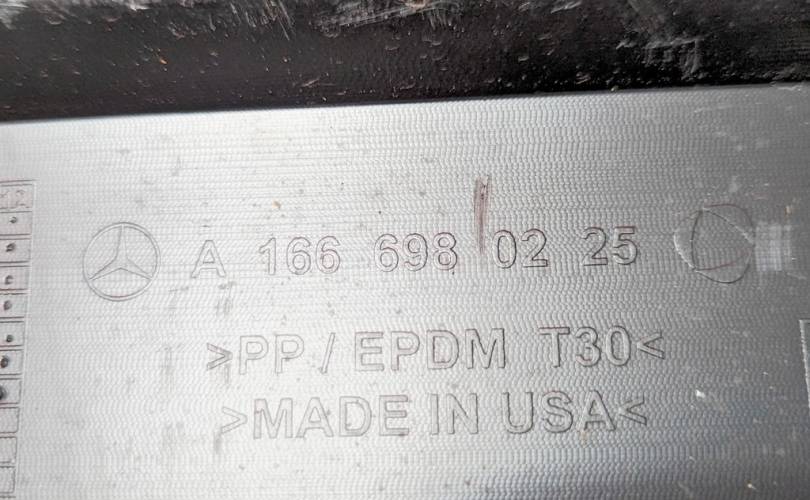 A 166 698 02 25
>PP / EPDM T30<
>MADE IN USA<